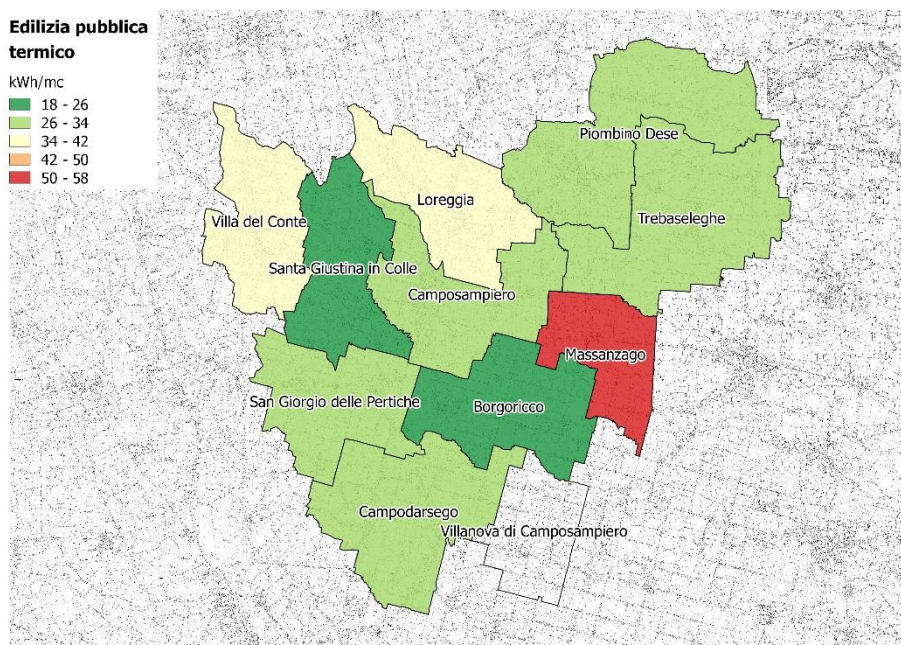 Edilizia pubblica
termico
kWh/mc
18 - 26
26 - 34
34 - 42
42 - 50
50 - 58
Piombino Dese
Loreggia
Trebaseleghe
Villa del Conte
Santa Giustina in Colle
Camposampiero
Massanzago
San Giorgio delle Pertiche
Borgoricco
Campodarsego
Villanova di Camposampiero